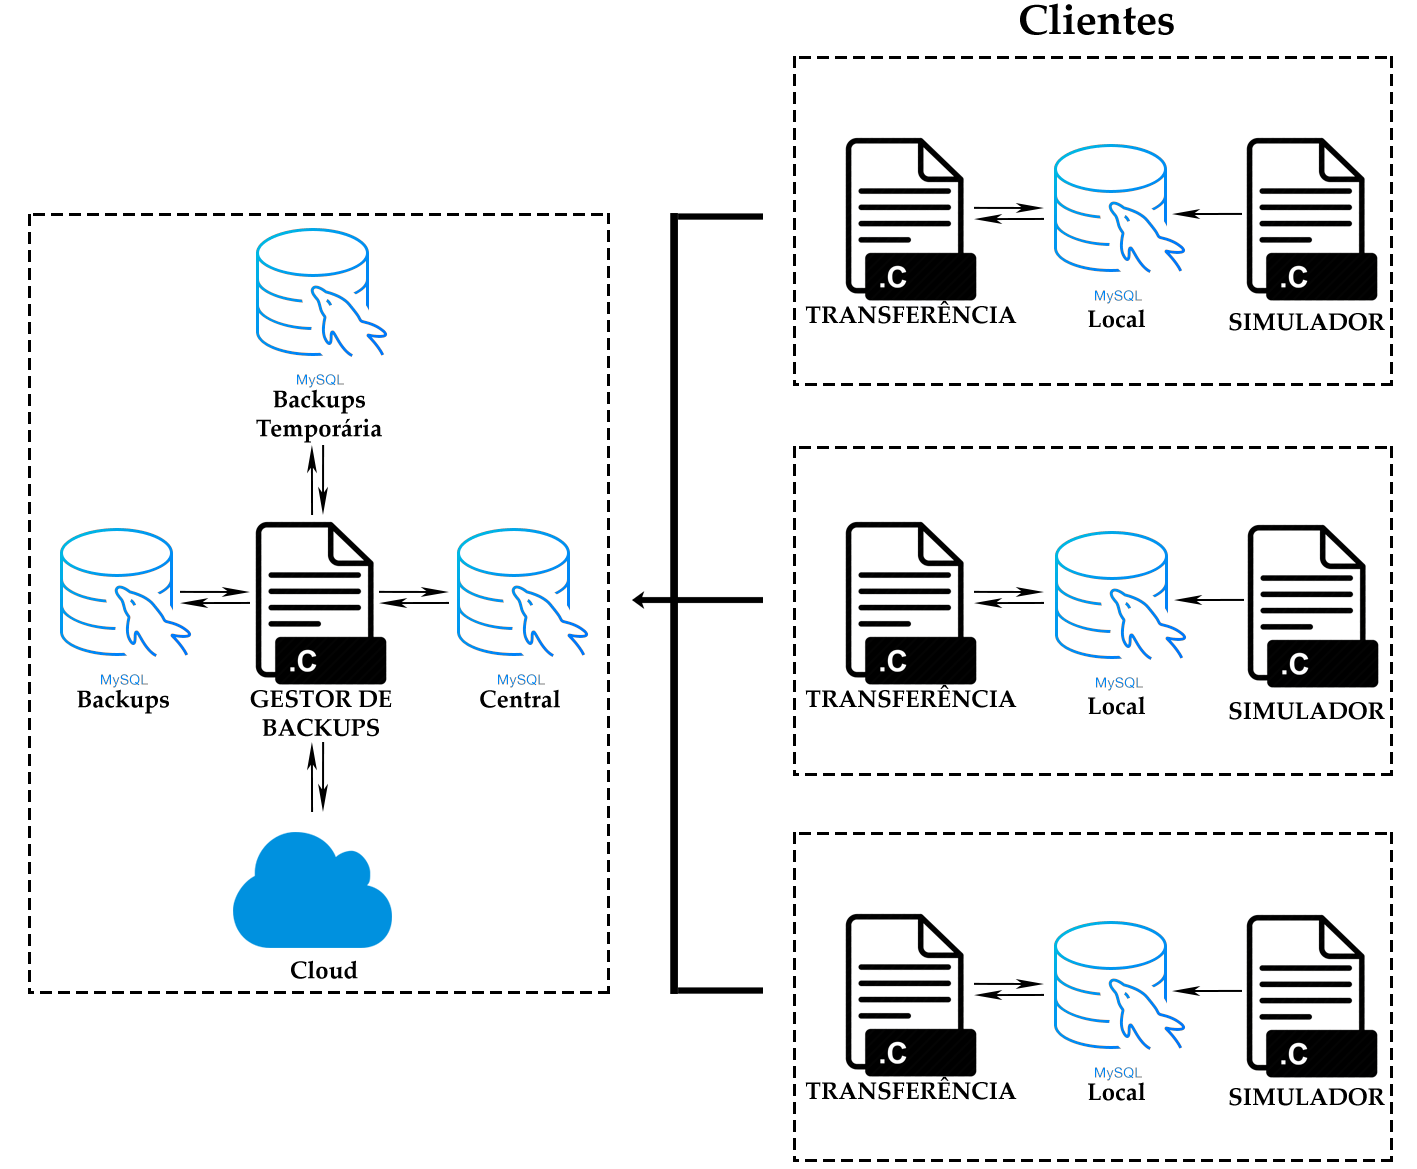 Clientes
.C
TRANSFERÊNCIA
MySQL
Local
.C
SIMULADOR
MySQL
Backups
Temporária
MySQL
Backups
.C
GESTOR DE
BACKUPS
MySQL
Central
Cloud
.C
TRANSFERÊNCIA
MySQL
Local
.C
SIMULADOR
.C
TRANSFERÊNCIA
MySQL
Local
.C
SIMULADOR